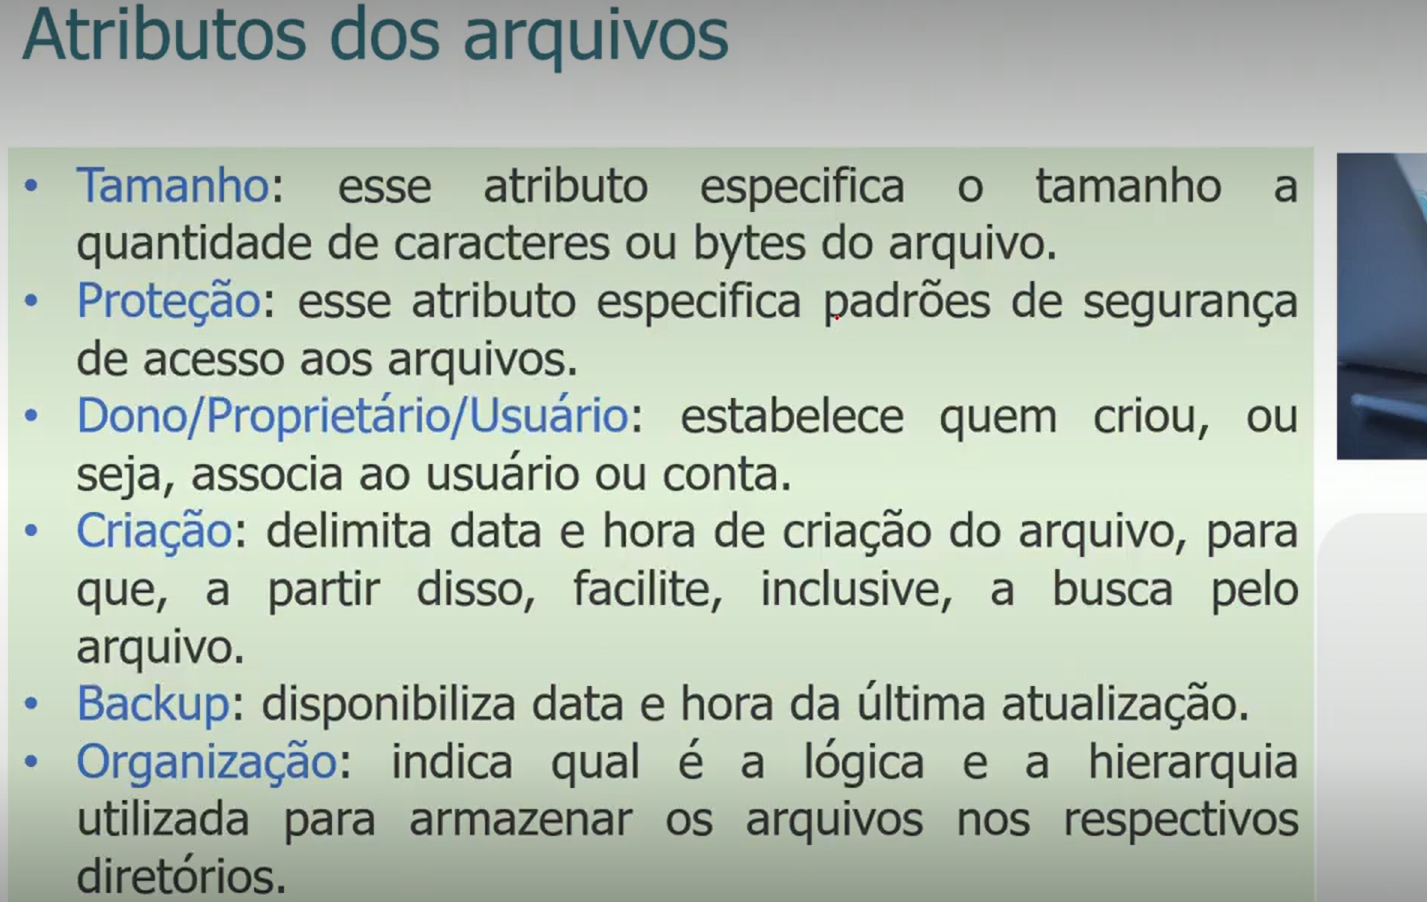 Atributos dos arquivos
• Tamanho: esse atributo especifica o tamanho a
quantidade de caracteres ou bytes do arquivo.
• Proteção: esse atributo especifica padrões de segurança
de acesso aos arquivos.
• Dono/Proprietário/Usuário: estabelece quem criou, ou
seja, associa ao usuário ou conta.
• Criação: delimita data e hora de criação do arquivo, para
que, a partir disso, facilite, inclusive, a busca pelo
arquivo.
• Backup: disponibiliza data e hora da última atualização.
• Organização: indica qual é a lógica e a hierarquia
utilizada para armazenar os arquivos nos respectivos
diretórios.